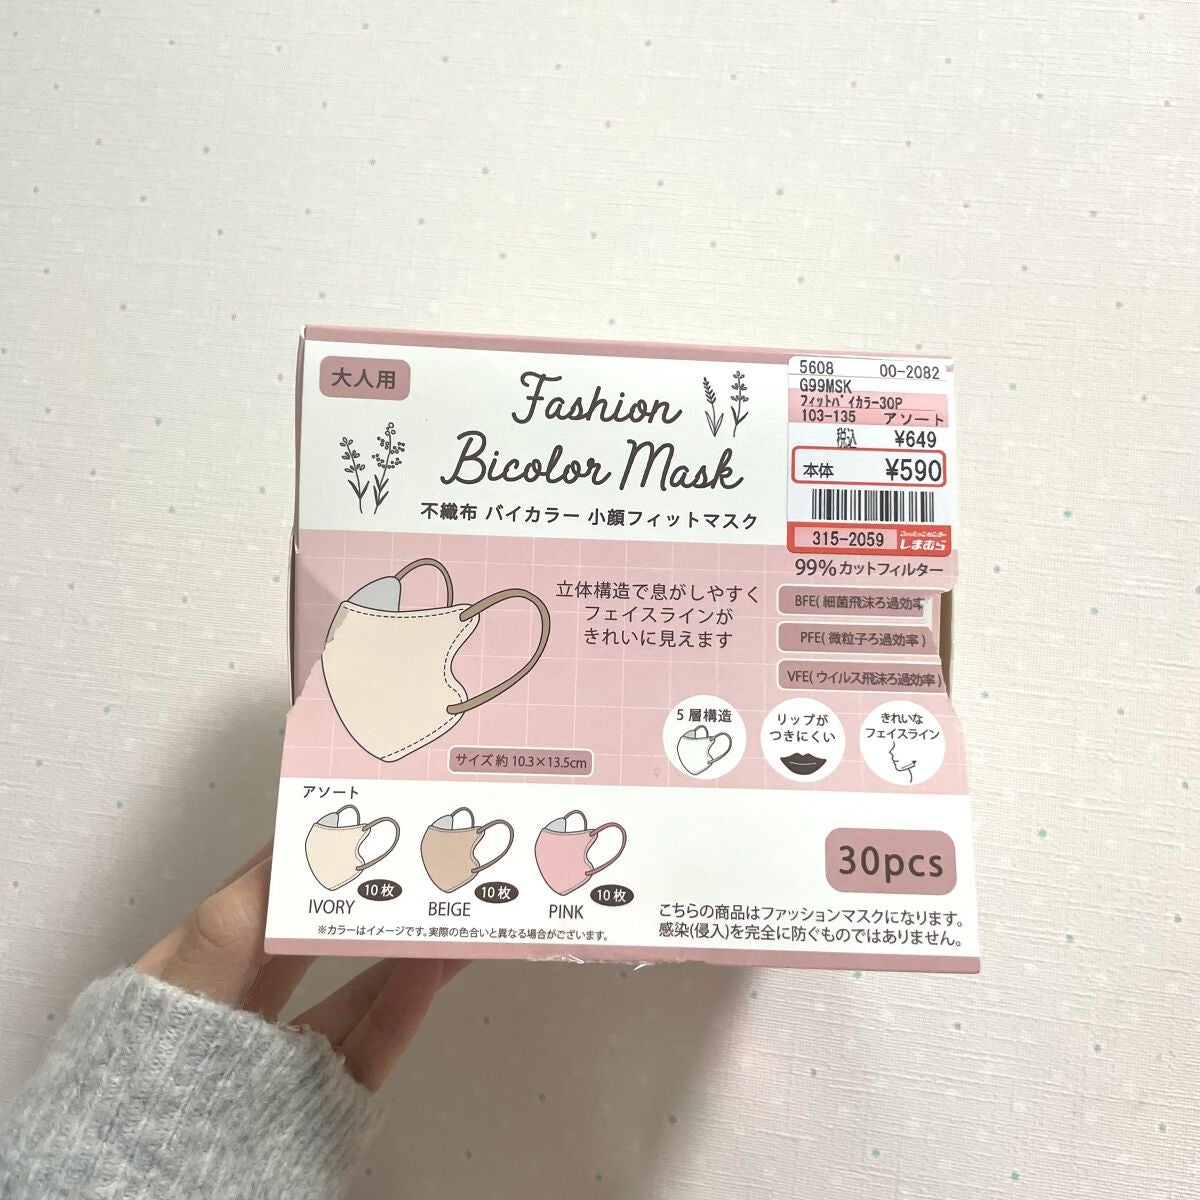 大人用
Fashion
Bicolor Mask
不織布 バイカラー 小顔フィットマスク
5608 00-2082
G99MSK
フィットバイカラー30P
103-135 アソート
税込 ¥649
本体 ¥590
315-2059 ファッションセンター しまむら
99%カットフィルター
BFE(細菌飛沫ろ過効率
PFE(微粒子ろ過効率)
VFE(ウイルス飛沫ろ過効率)
立体構造で息がしやすく
フェイスラインが
きれいに見えます
5層構造
リップが
つきにくい
きれいな
フェイスライン
サイズ 約 10.3×13.5cm
アソート
10枚
IVORY
10枚
BEIGE
10枚
PINK
※カラーはイメージです。実際の色合いと異なる場合がございます。
30pcs
こちらの商品はファッションマスクになります。
感染(侵入)を完全に防ぐものではありません。